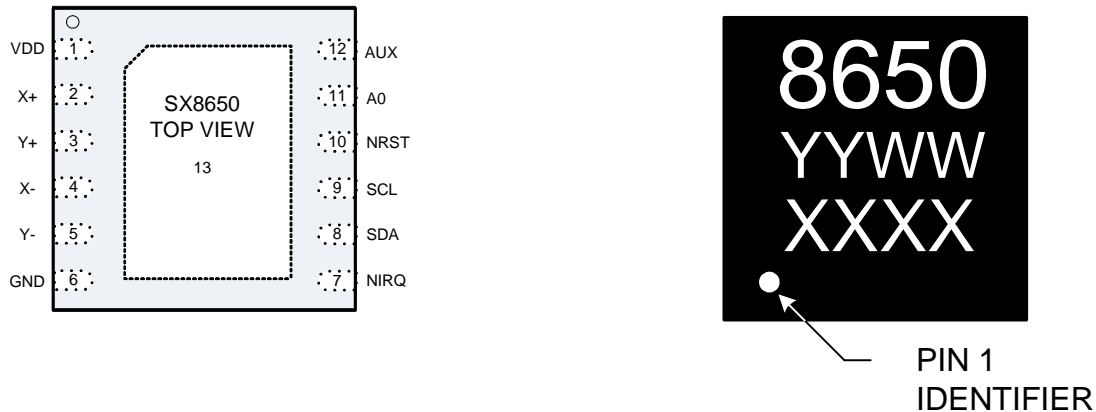 VDD 1 12 AUX
X+ 2 11 A0
Y+ 3 10 NRST
X- 4 9 SCL
Y- 5 8 SDA
GND 6 7 NIRQ
SX8650
TOP VIEW
13
8650
YYWW
XXXX
PIN 1
IDENTIFIER